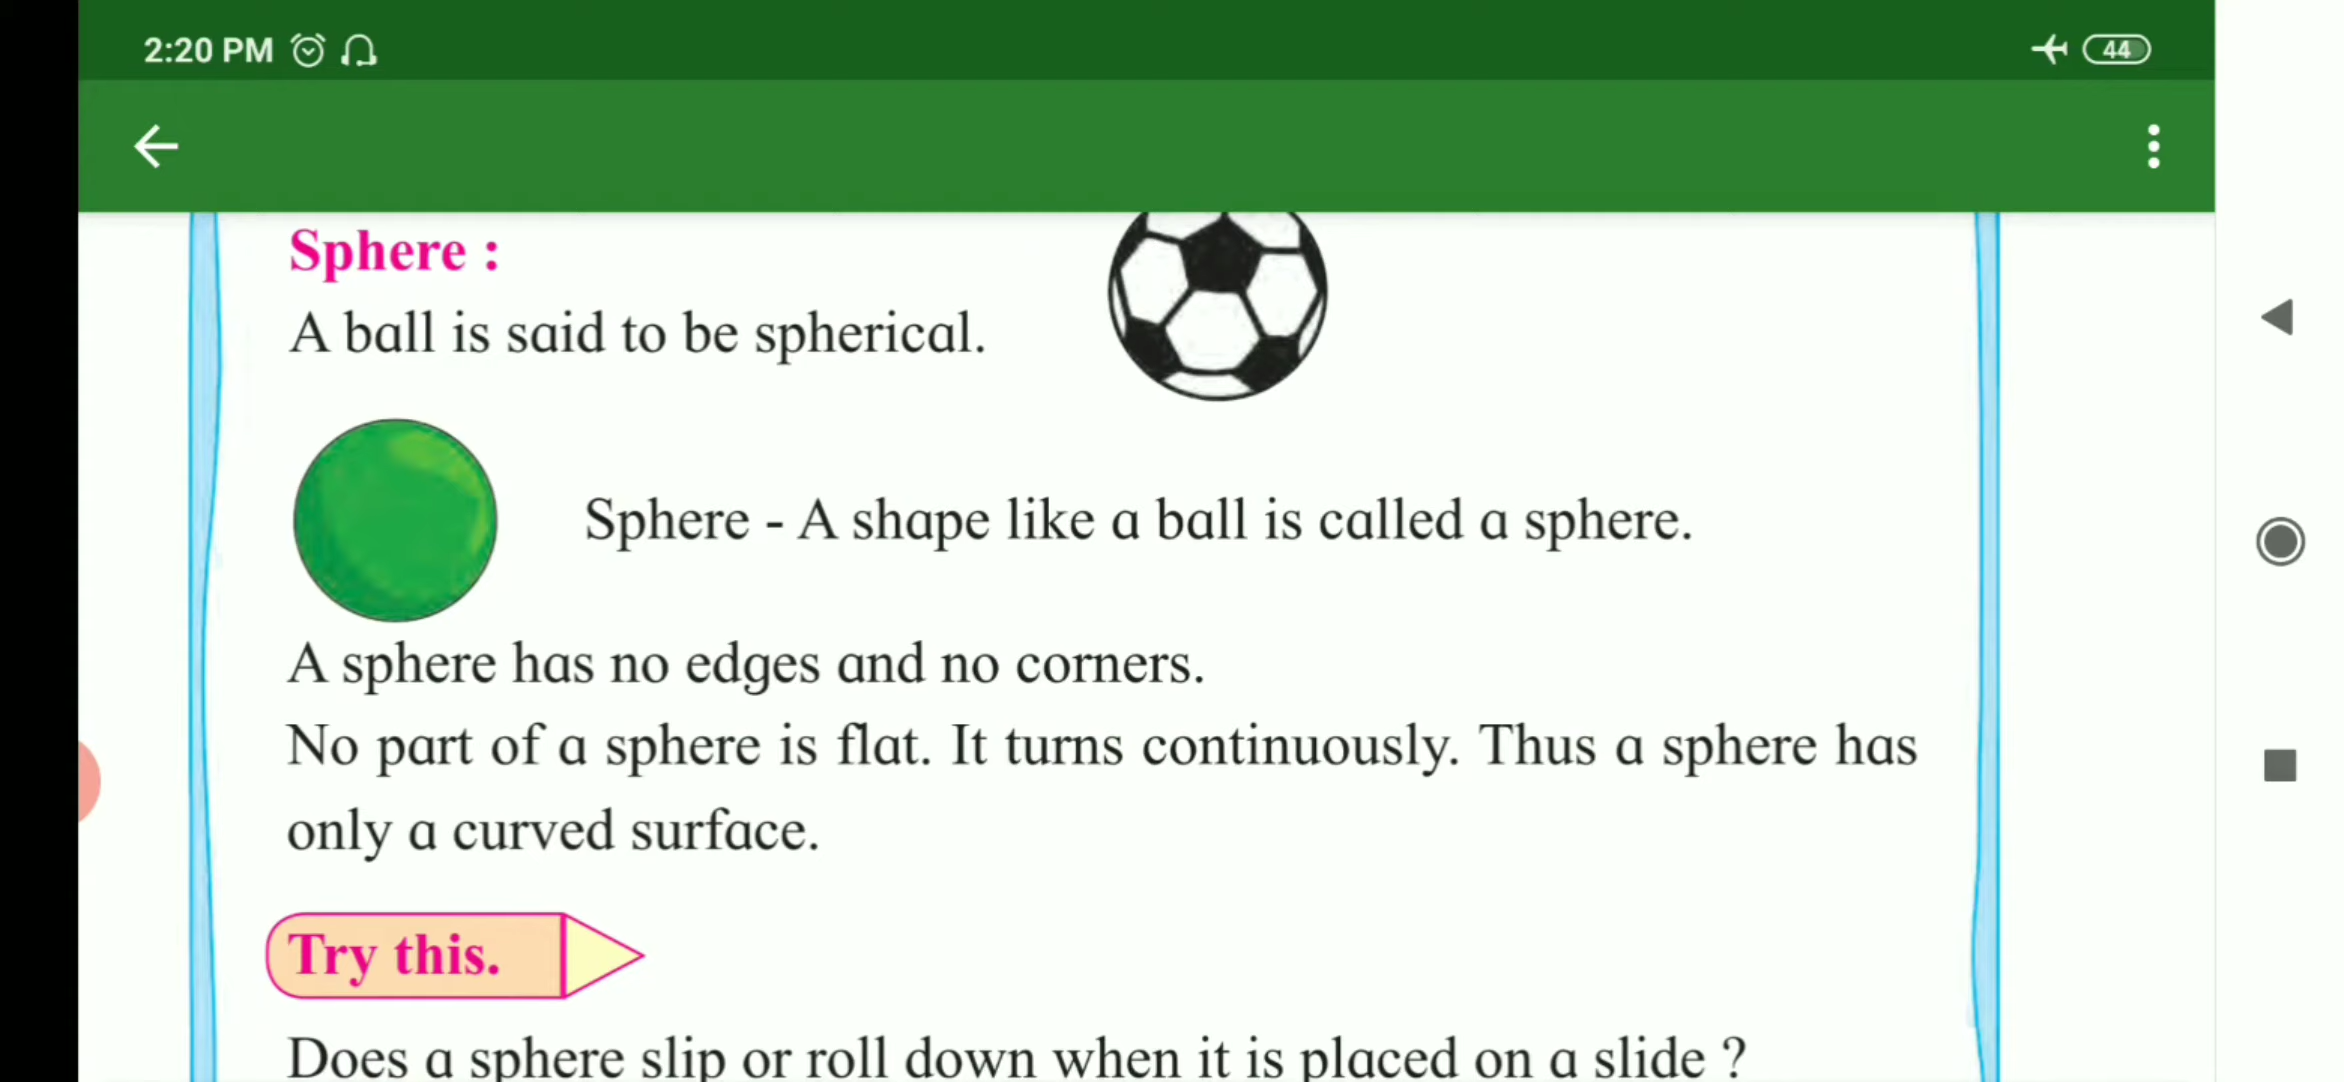 2:20 PM
44
Sphere :
A ball is said to be spherical.
Sphere - A shape like a ball is called a sphere.
A sphere has no edges and no corners.
No part of a sphere is flat. It turns continuously. Thus a sphere has
only a curved surface.
Try this.
Does a sphere slip or roll down when it is placed on a slide ?